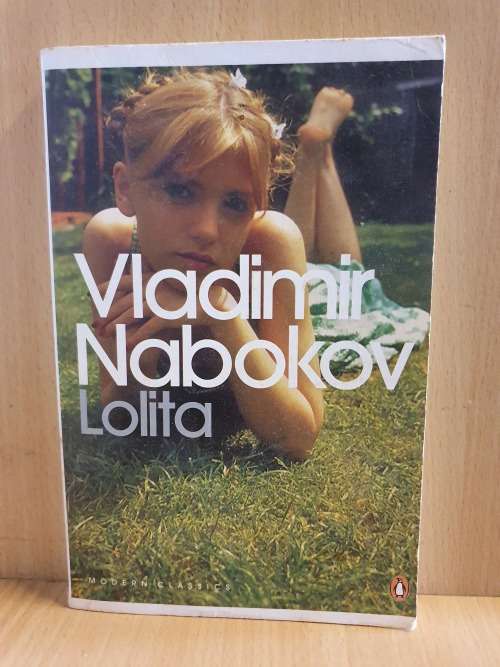 Vladimir
Nabokov
Lolita
MODERN CLASSICS